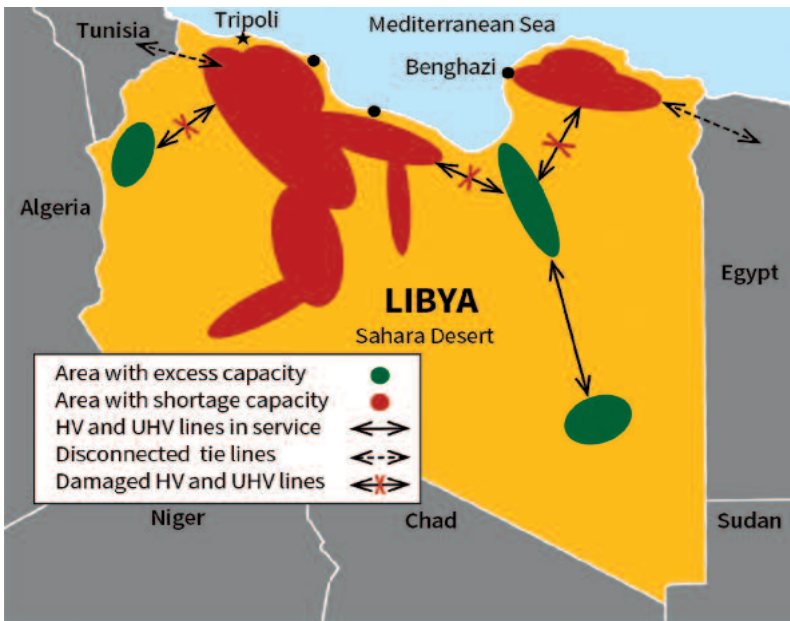 Tripoli
Mediterranean Sea
Tunisia
Benghazi
Algeria
Egypt
LIBYA
Sahara Desert
Area with excess capacity
Area with shortage capacity
HV and UHV lines in service
Disconnected tie lines
Damaged HV and UHV lines
Niger
Chad
Sudan